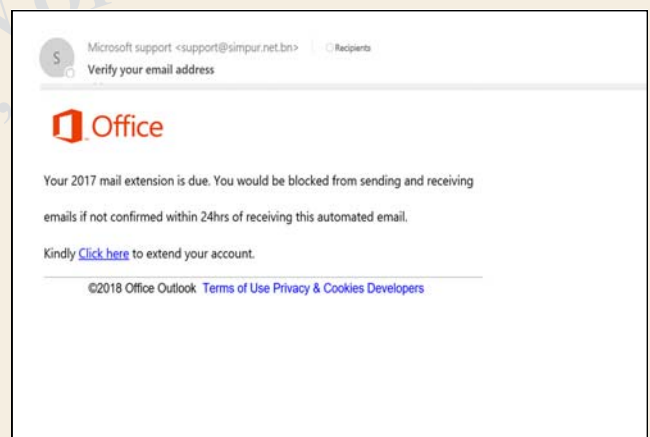 S
Microsoft support <support@simpur.net.bn>
Recipients
Verify your email address
Office
Your 2017 mail extension is due. You would be blocked from sending and receiving
emails if not confirmed within 24hrs of receiving this automated email.
Kindly Click here to extend your account.
©2018 Office Outlook Terms of Use Privacy & Cookies Developers